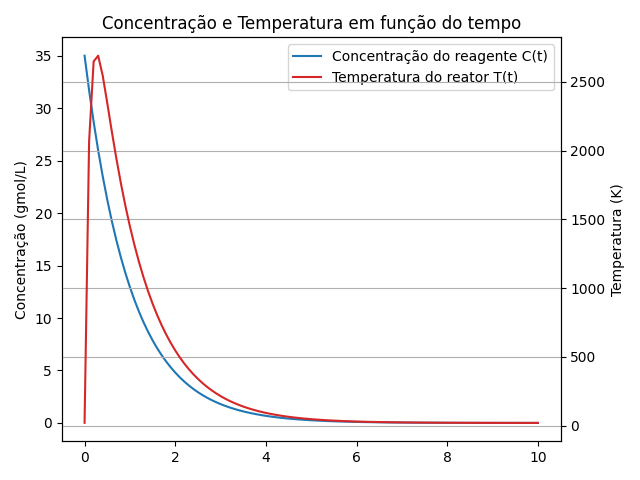 Concentração e Temperatura em função do tempo
Concentração do reagente C(t)
Temperatura do reator T(t)
Concentração (gmol/L)
35
30
25
20
15
10
5
0
2500
2000
1500
1000
500
0
Temperatura (K)
0 2 4 6 8 10